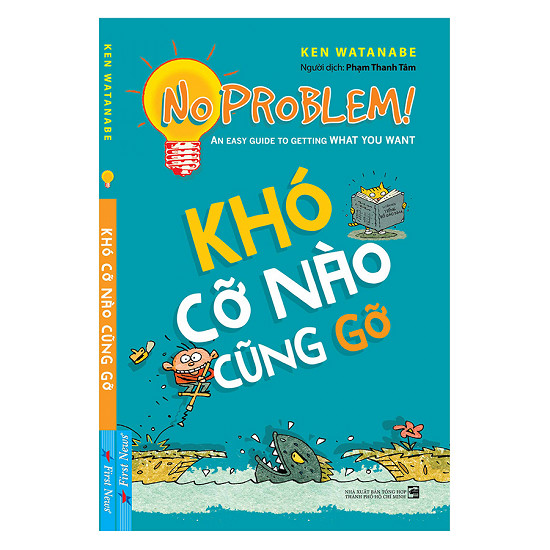 KEN WATANABE
Người dịch: Phạm Thanh Tâm
NO PROBLEM!
AN EASY GUIDE TO GETTING WHAT YOU WANT
KHÓ
CỠ NÀO
CŨNG GỠ
NHÀ XUẤT BẢN TỔNG HỢP
THÀNH PHỐ HỒ CHÍ MINH
First News
KEN WATANABE
KHÓ CỠ NÀO CŨNG GỠ
First News